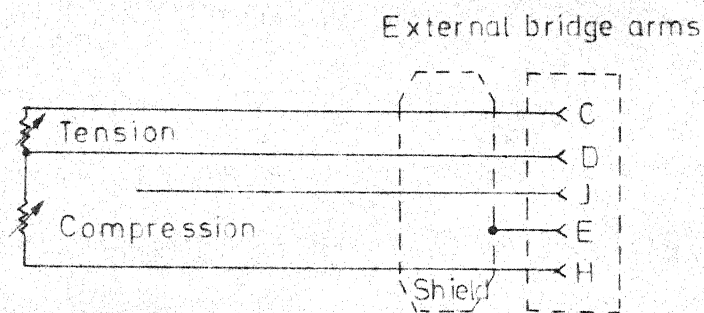 External bridge arms
C
Tension
D
J
Compression
E
H
Shield